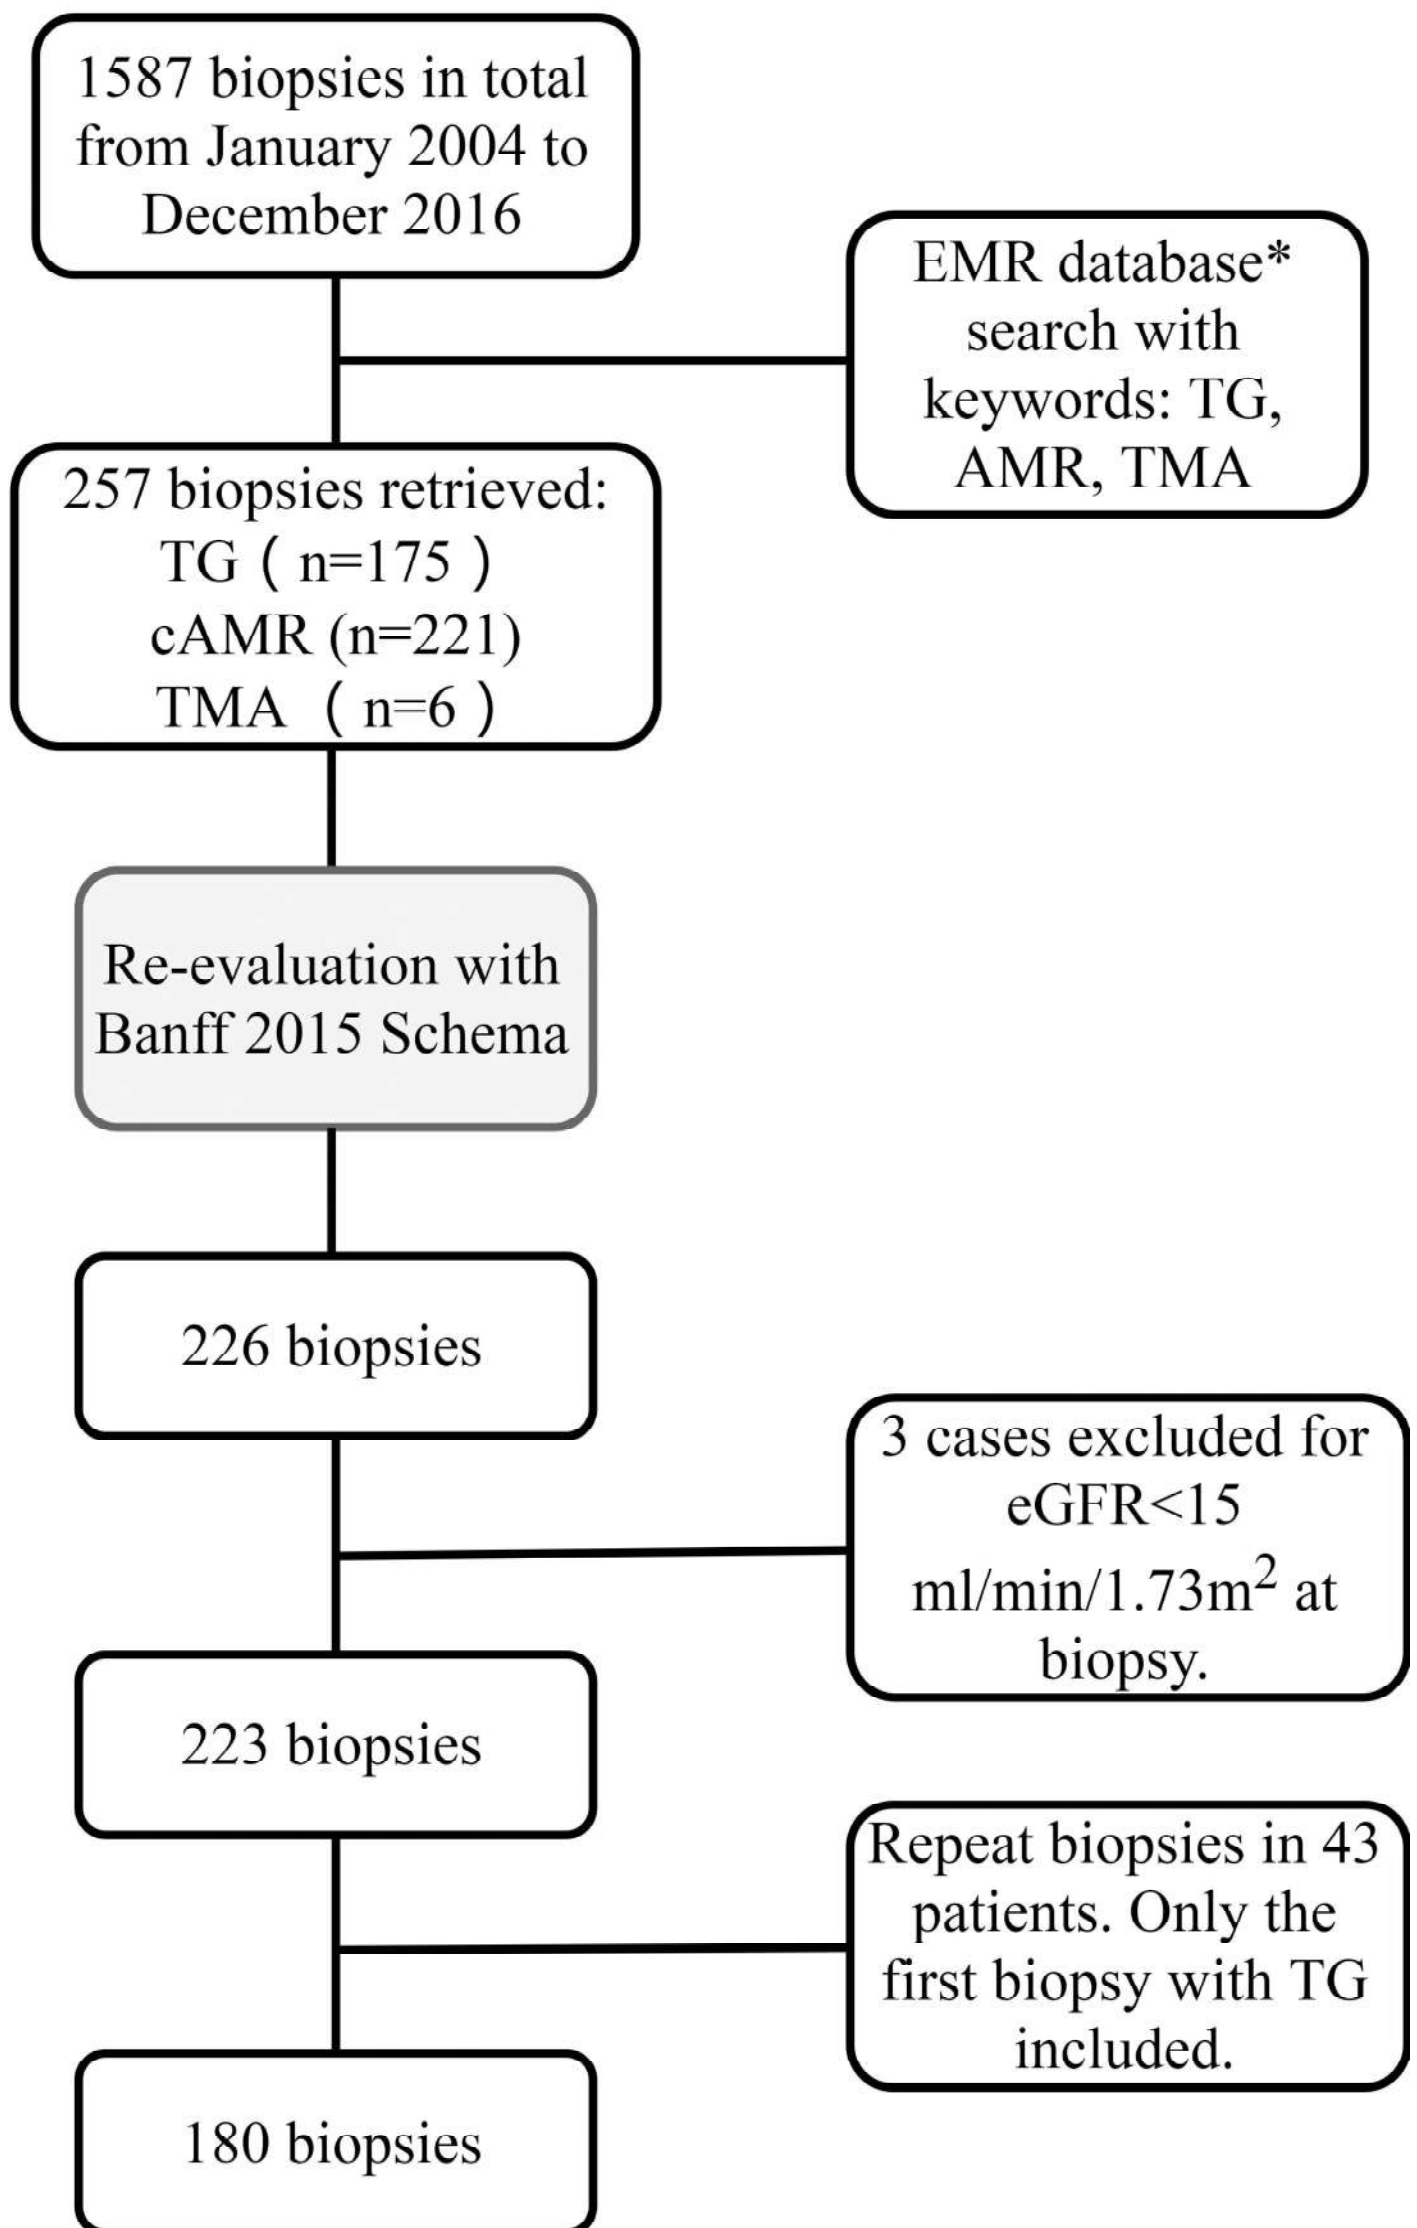 1587 biopsies in total
from January 2004 to
December 2016
EMR database*
search with
keywords: TG,
AMR, TMA
257 biopsies retrieved:
TG ( n=175 )
cAMR (n=221)
TMA ( n=6 )
Re-evaluation with
Banff 2015 Schema
226 biopsies
3 cases excluded for
eGFR<15
ml/min/1.73m² at
biopsy.
223 biopsies
Repeat biopsies in 43
patients. Only the
first biopsy with TG
included.
180 biopsies